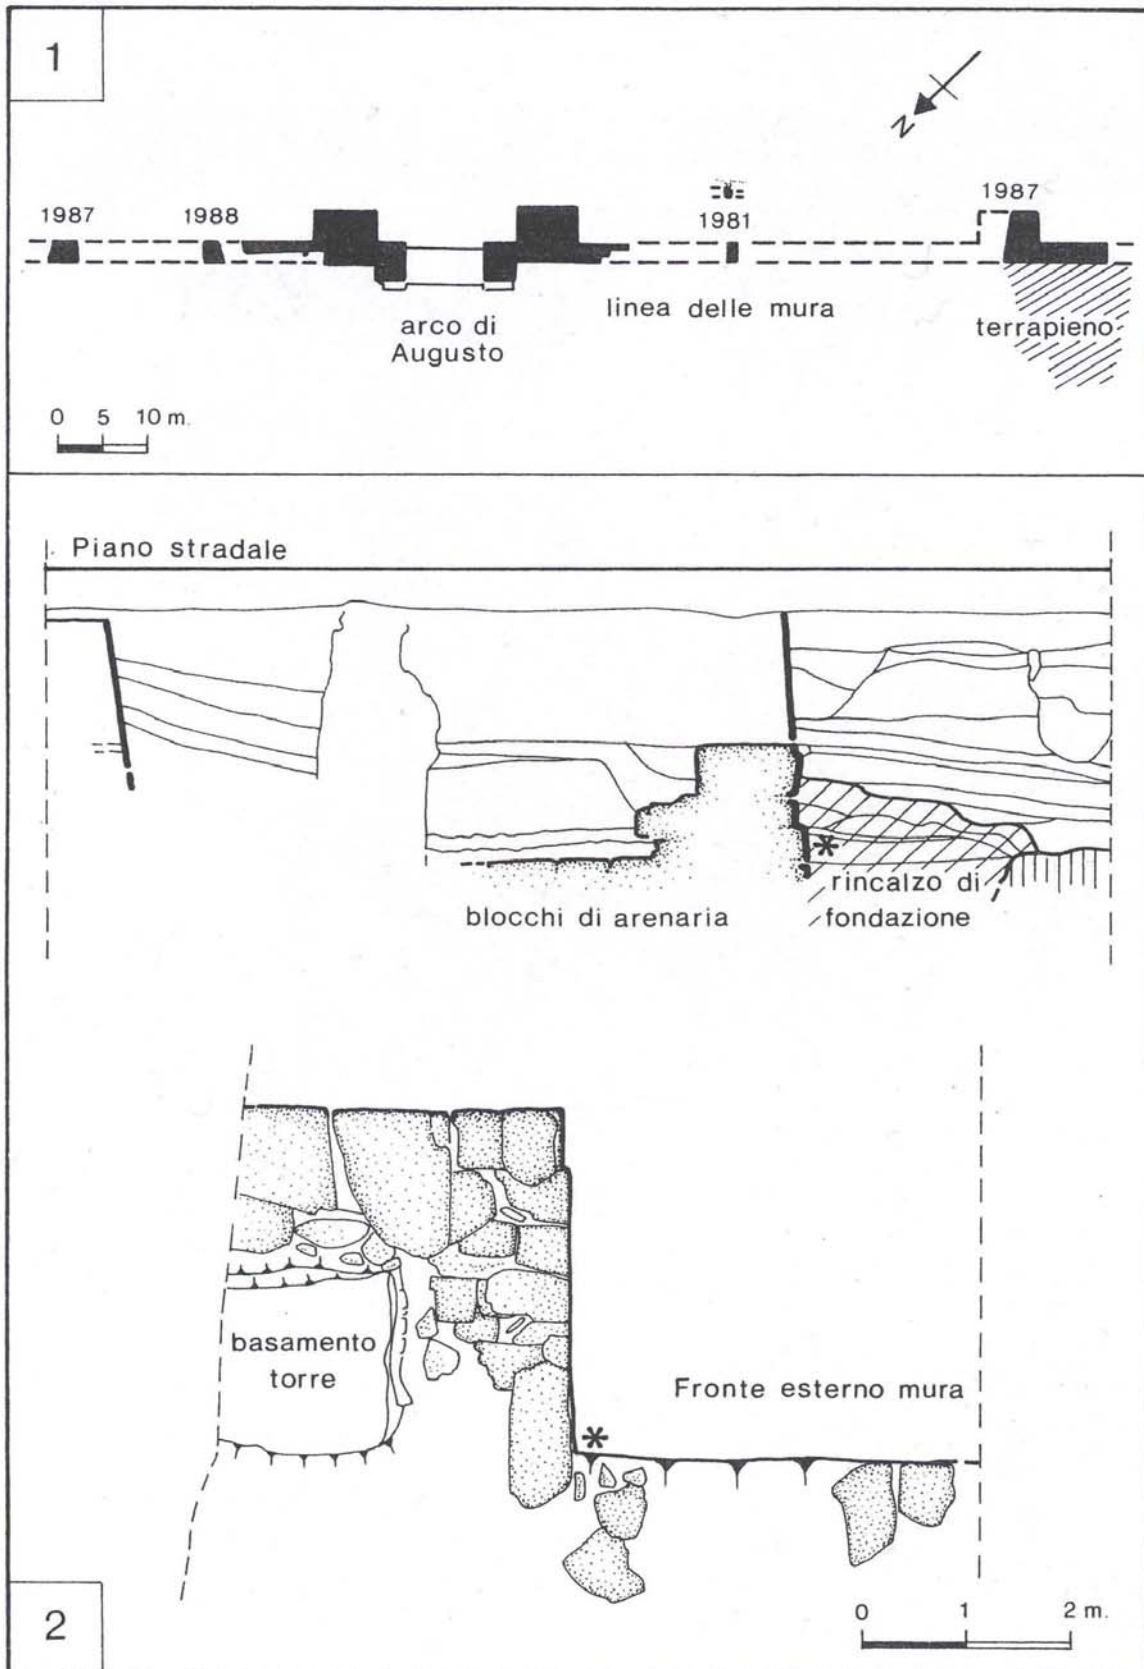 1
N
1987
1988
1981
1987
arco di
Augusto
linea delle mura
terrapieno
0 5 10 m.
Piano stradale
*
blocchi di arenaria
rincalzo di
fondazione
basamento
torre
Fronte esterno mura
*
2
0 1 2 m.